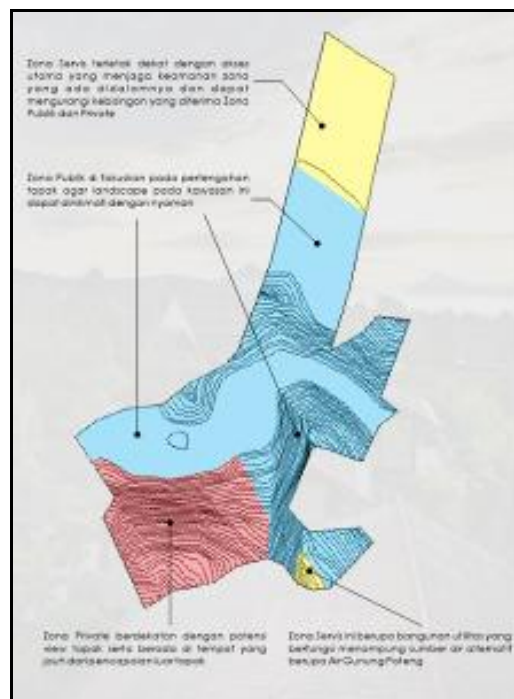 Zona Servis terletak dekat dengan akses
utama yang menjaga keamanan zona
yang ada didalamnya dan dapat
mengurangi kebisingan yang diterima Zona
Publik dan Private
Zona Publik di fokuskan pada pertengahan
tapak agar landscape pada kawasan ini
dapat dinikmati dengan nyaman
Zona Private berdekatan dengan potensi
view tapak serta berada di tempat yang
jauh dari pencapaian luar tapak
Zona Servis ini berupa bangunan utilitas yang
berfungsi menampung sumber air alternatif
berupa Air Gunung Poteng